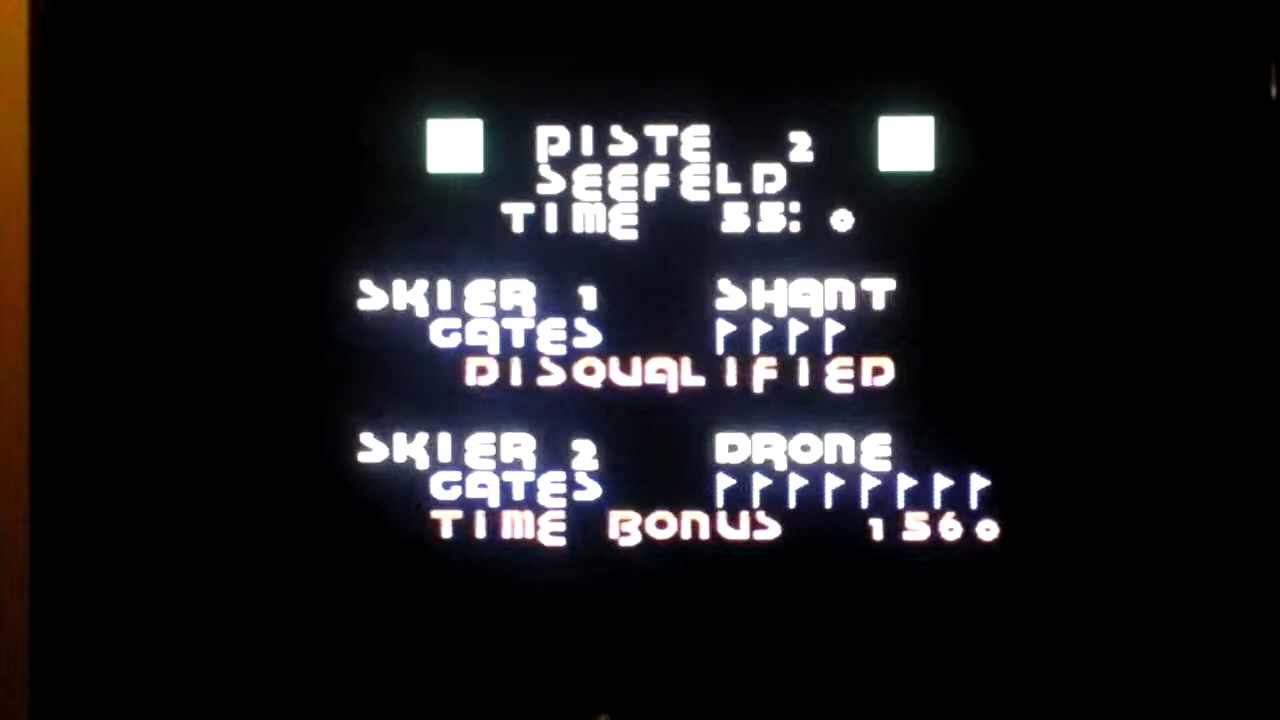 PISTE 2
SEEFELD
TIME 55: 0
SKIER 1 SHANT
GATES
DISQUALIFIED
SKIER 2 DRONE
GATES
TIME BONUS 1560